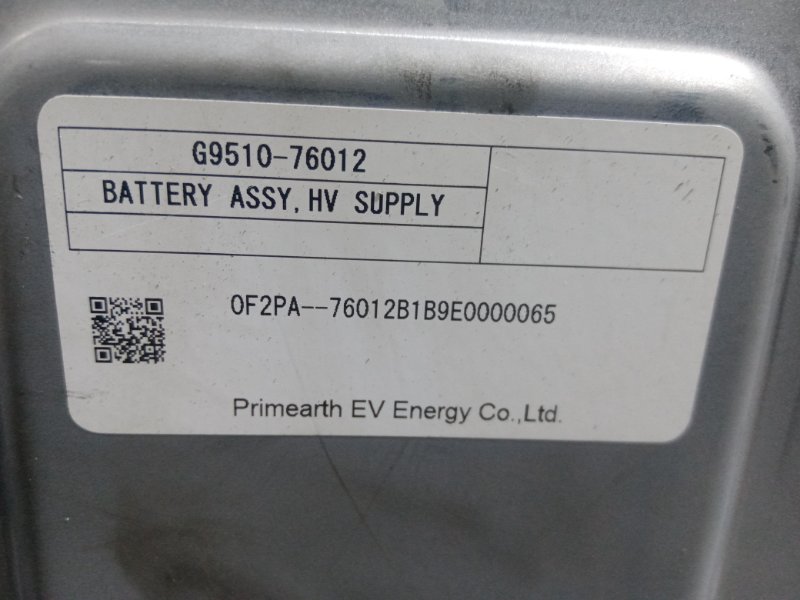 G9510-76012
BATTERY ASSY,HV SUPPLY
0F2PA--76012B1B9E0000065
Primearth EV Energy Co.,Ltd.